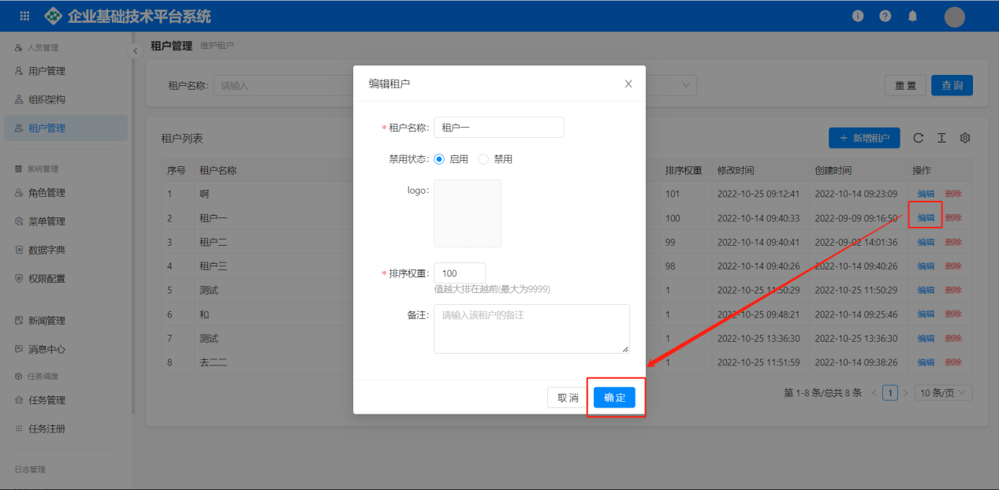 企业基础技术平台系统
人员管理
用户管理
组织架构
租户管理
系统管理
角色管理
菜单管理
数据字典
权限配置
新闻管理
消息中心
任务调度
任务管理
任务注册
日志管理
租户管理 维护租户
租户名称: 请输入
重 置 查 询
租户列表
+ 新增租户
序号 租户名称 排序权重 修改时间 创建时间 操作
1 啊 101 2022-10-25 09:12:41 2022-10-14 09:23:09 编辑 删除
2 租户一 100 2022-10-14 09:40:33 2022-09-09 09:16:50 编辑 删除
3 租户二 99 2022-10-14 09:40:41 2022-09-02 14:01:36 编辑 删除
4 租户三 98 2022-10-14 09:40:26 2022-10-14 09:40:26 编辑 删除
5 测试 1 2022-10-25 11:50:29 2022-10-25 11:50:29 编辑 删除
6 和 1 2022-10-25 09:48:21 2022-10-14 09:25:46 编辑 删除
7 测试 1 2022-10-25 13:36:30 2022-10-25 13:36:30 编辑 删除
8 去二二 1 2022-10-25 11:51:59 2022-10-14 09:38:26 编辑 删除
第 1-8 条/总共 8 条 < 1 > 10 条/页
编辑租户
* 租户名称: 租户一
禁用状态: 启用 禁用
logo:
* 排序权重: 100
值越大排在越前(最大为9999)
备注: 请输入该租户的备注
取 消 确 定